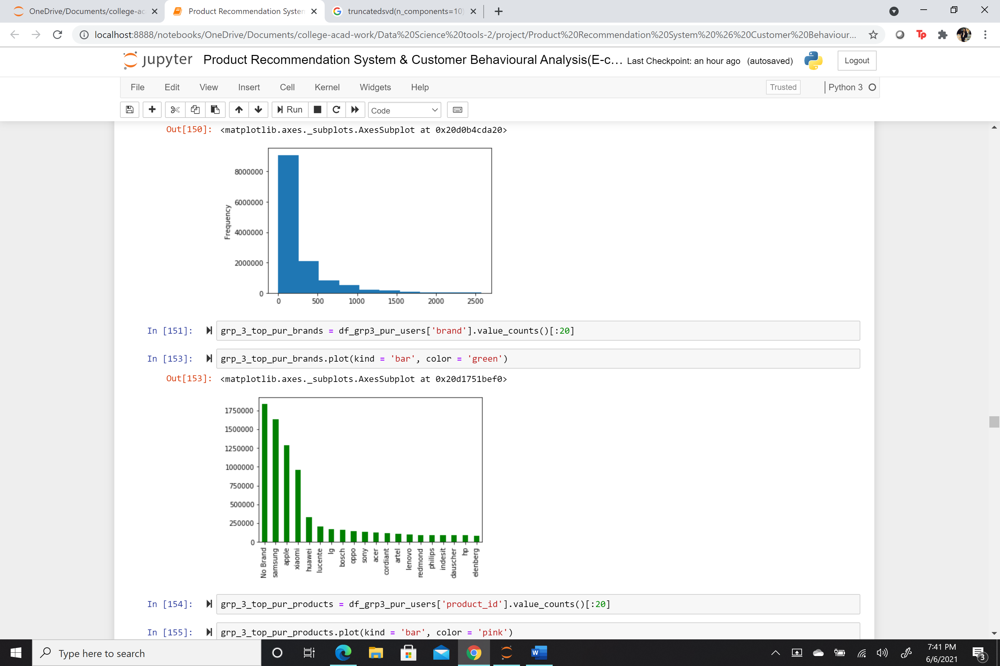 OneDrive/Documents/college-ac
Product Recommendation System
truncatedsvd(n_components=10)
localhost:8888/notebooks/OneDrive/Documents/college-acad-work/Data%20Science%20tools-2/project/Product%20Recommendation%20System%20%26%20Customer%20Behaviour...
Tp
jupyter Product Recommendation System & Customer Behavioural Analysis(E-c... Last Checkpoint: an hour ago (autosaved) Logout
File Edit View Insert Cell Kernel Widgets Help Trusted Python 3
Run Code
Out[150]: <matplotlib.axes._subplots.AxesSubplot at 0x20d0b4cda20>
8000000
6000000
4000000
2000000
0
Frequency
0 500 1000 1500 2000 2500
In [151]: grp_3_top_pur_brands = df_grp3_pur_users['brand'].value_counts()[:20]
In [153]: grp_3_top_pur_brands.plot(kind = 'bar', color = 'green')
Out[153]: <matplotlib.axes._subplots.AxesSubplot at 0x20d1751bef0>
1750000
1500000
1250000
1000000
750000
500000
250000
0
No Brand
samsung
apple
xiaomi
huawei
lucente
lg
bosch
oppo
sony
acer
cordiant
artel
lenovo
redmond
philips
indesit
dauscher
hp
elenberg
In [154]: grp_3_top_pur_products = df_grp3_pur_users['product_id'].value_counts()[:20]
In [155]: grp_3_top_pur_products.plot(kind = 'bar', color = 'pink')
Type here to search
W
7:41 PM
6/6/2021
3